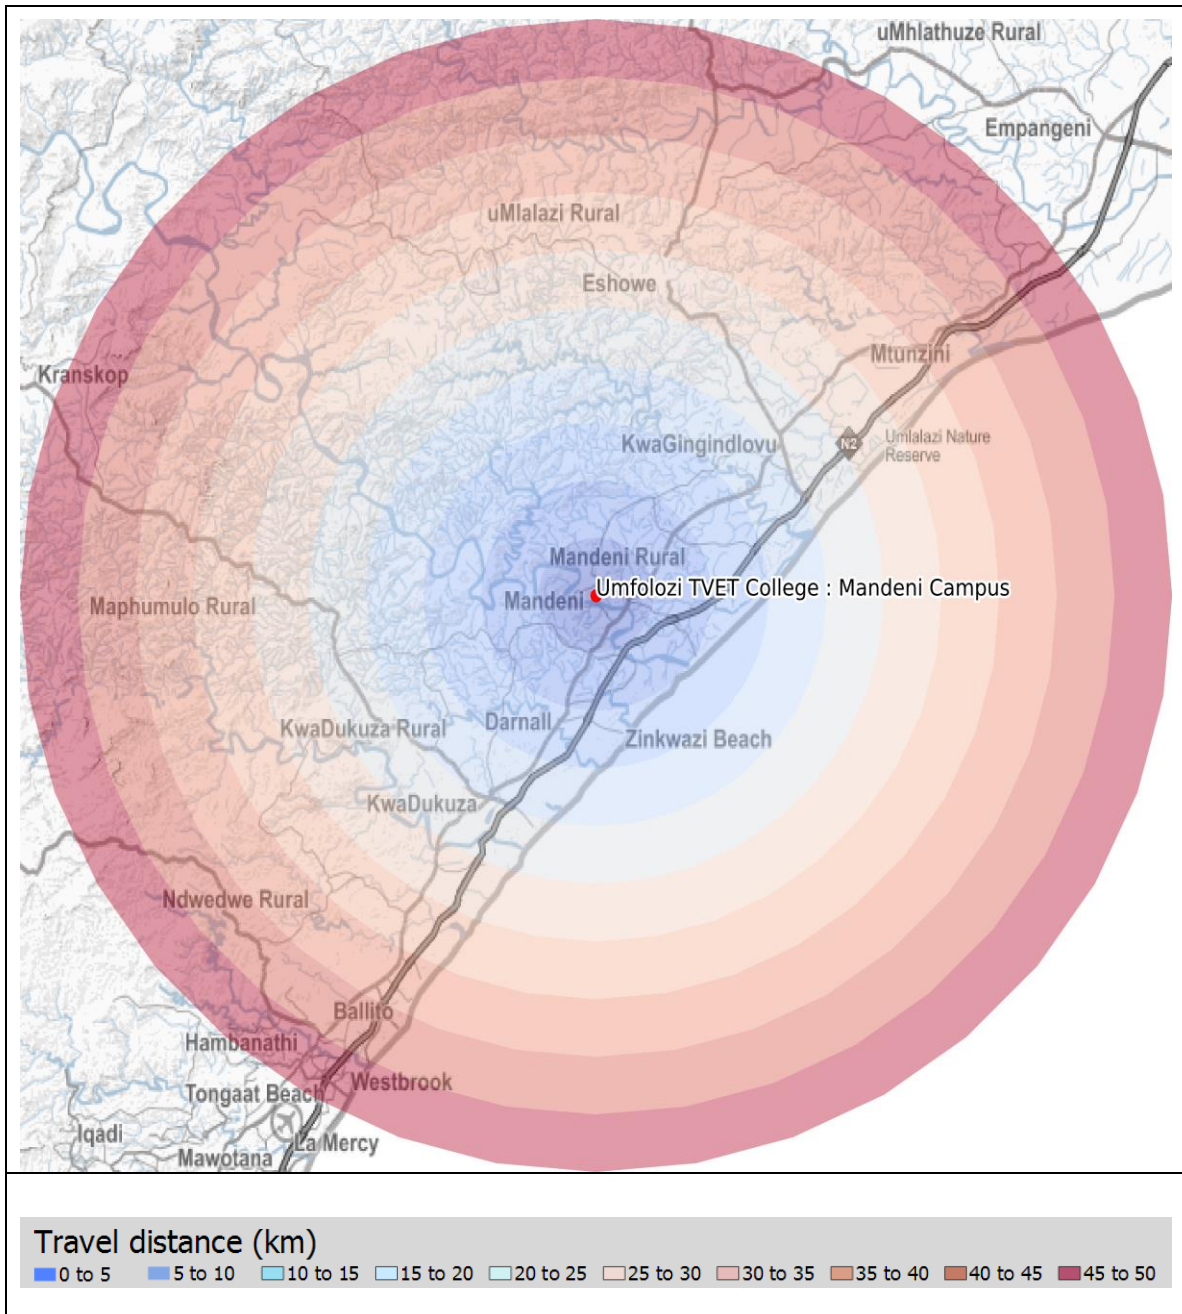 uMhlathuze Rural
Empangeni
uMlalazi Rural
Eshowe
Mtunzini
Kranskop
KwaGingindlovu
N2
Umlalazi Nature
Reserve
Mandeni Rural
Umfolozi TVET College : Mandeni Campus
Mandeni
Maphumulo Rural
Darnall
KwaDukuza Rural
Zinkwazi Beach
KwaDukuza
Ndwedwe Rural
Ballito
Hambanathi
Westbrook
Tongaat Beach
Iqadi
La Mercy
Mawotana
Travel distance (km)
0 to 5 5 to 10 10 to 15 15 to 20 20 to 25 25 to 30 30 to 35 35 to 40 40 to 45 45 to 50